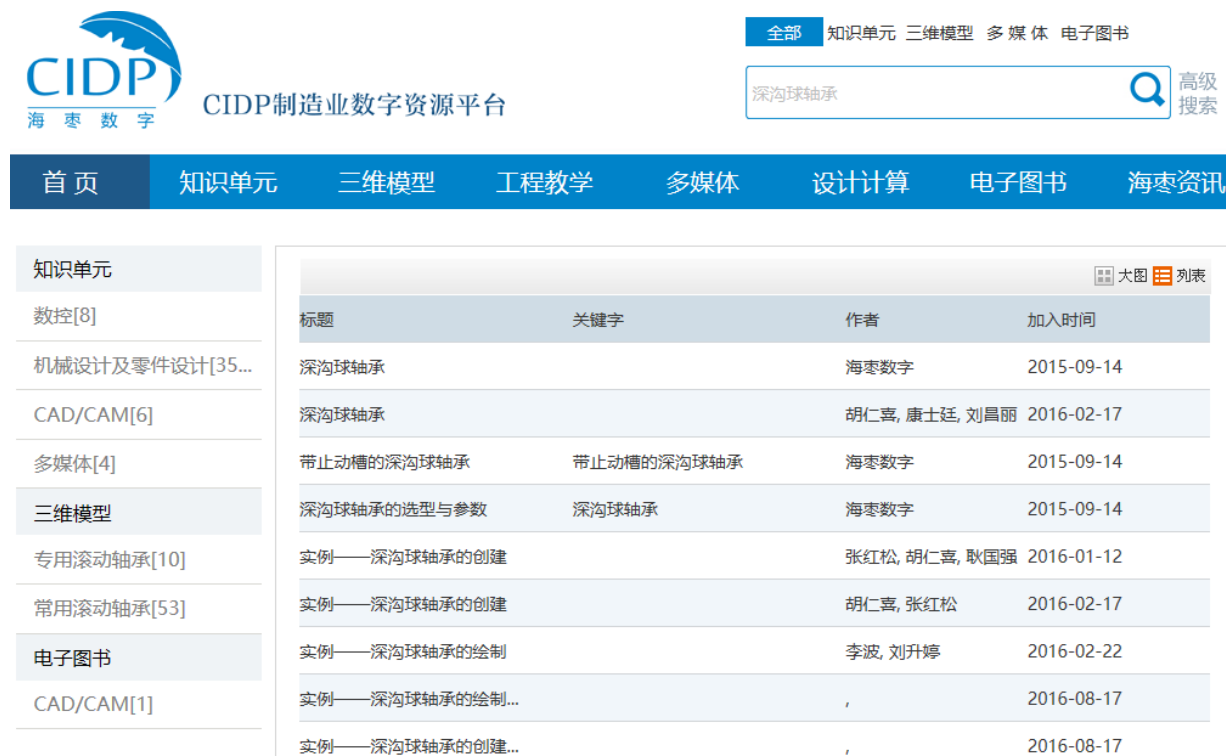 全部 知识单元 三维模型 多 媒 体 电子图书
CIDP
海 枣 数 字
CIDP制造业数字资源平台
深沟球轴承
高级
搜索
首 页 知识单元 三维模型 工程教学 多媒体 设计计算 电子图书 海枣资讯
知识单元
数控[8]
机械设计及零件设计[35...
CAD/CAM[6]
多媒体[4]
三维模型
专用滚动轴承[10]
常用滚动轴承[53]
电子图书
CAD/CAM[1]
大图 列表
标题 关键字 作者 加入时间
深沟球轴承 海枣数字 2015-09-14
深沟球轴承 胡仁喜, 康士廷, 刘昌丽 2016-02-17
带止动槽的深沟球轴承 带止动槽的深沟球轴承 海枣数字 2015-09-14
深沟球轴承的选型与参数 深沟球轴承 海枣数字 2015-09-14
实例——深沟球轴承的创建 张红松, 胡仁喜, 耿国强 2016-01-12
实例——深沟球轴承的创建 胡仁喜, 张红松 2016-02-17
实例——深沟球轴承的绘制 李波, 刘升婷 2016-02-22
实例——深沟球轴承的绘制... , 2016-08-17
实例——深沟球轴承的创建... , 2016-08-17